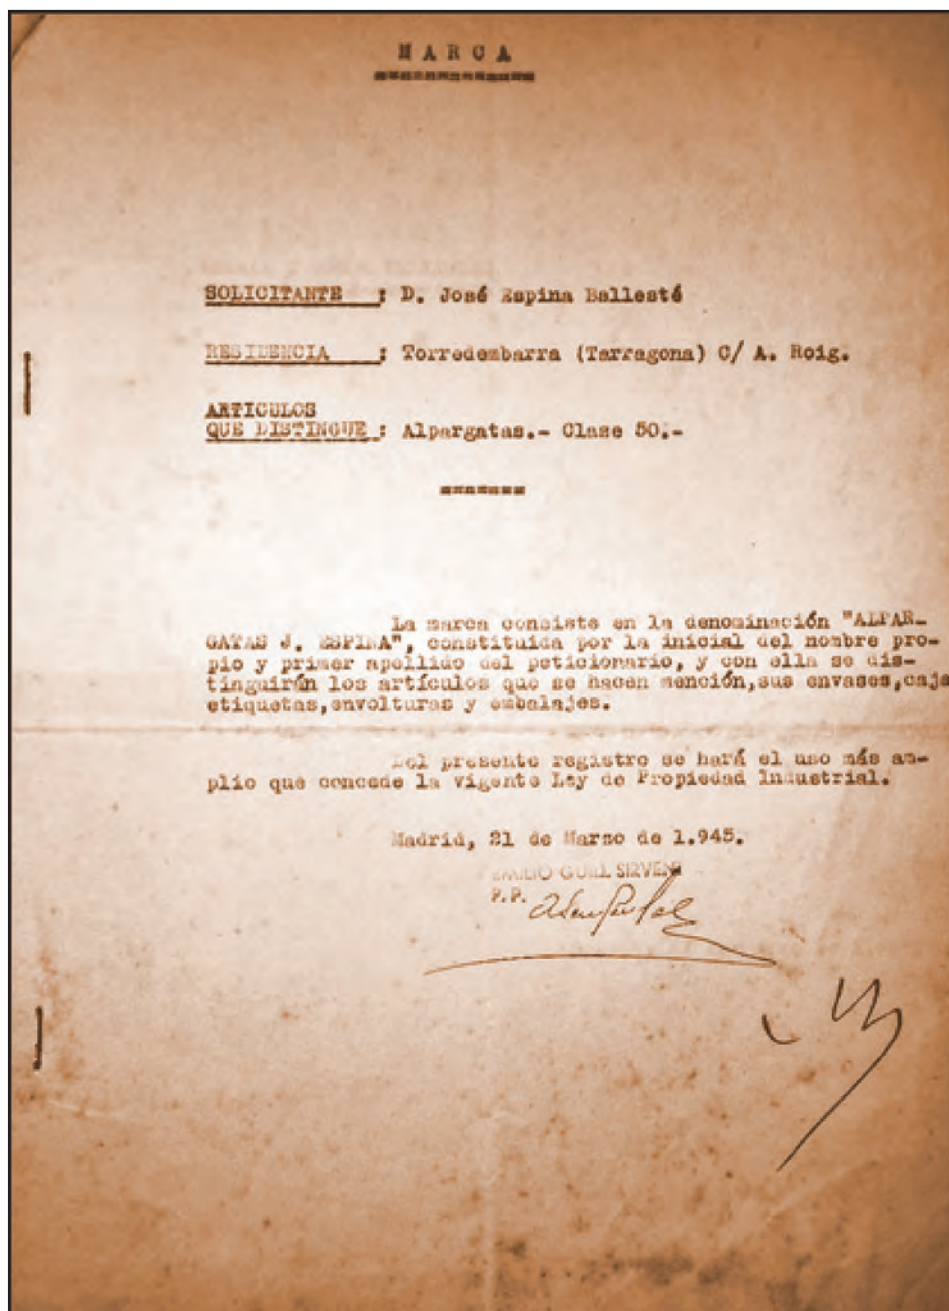 MARCA
SOLICITANTE : D. José Espina Ballesté
RESIDENCIA : Torredembarra (Tarragona) C/ A. Roig.
ARTICULOS
QUE DISTINGUE : Alpargatas.- Clase 50.-
La marca consiste en la denominación "ALPAR-
GATAS J. ESPINA", constituida por la inicial del nombre pro-
pio y primer apellido del peticionario, y con ella se dis-
tinguirán los artículos que se hacen mención,sus envases,caja
etiquetas,envolturas y embalajes.
Del presente registro se hará el uso más am-
plio que concede la vigente Ley de Propiedad Industrial.
Madrid, 21 de Marzo de 1.945.
EMILIO GUILL SIRVENT
P.P.